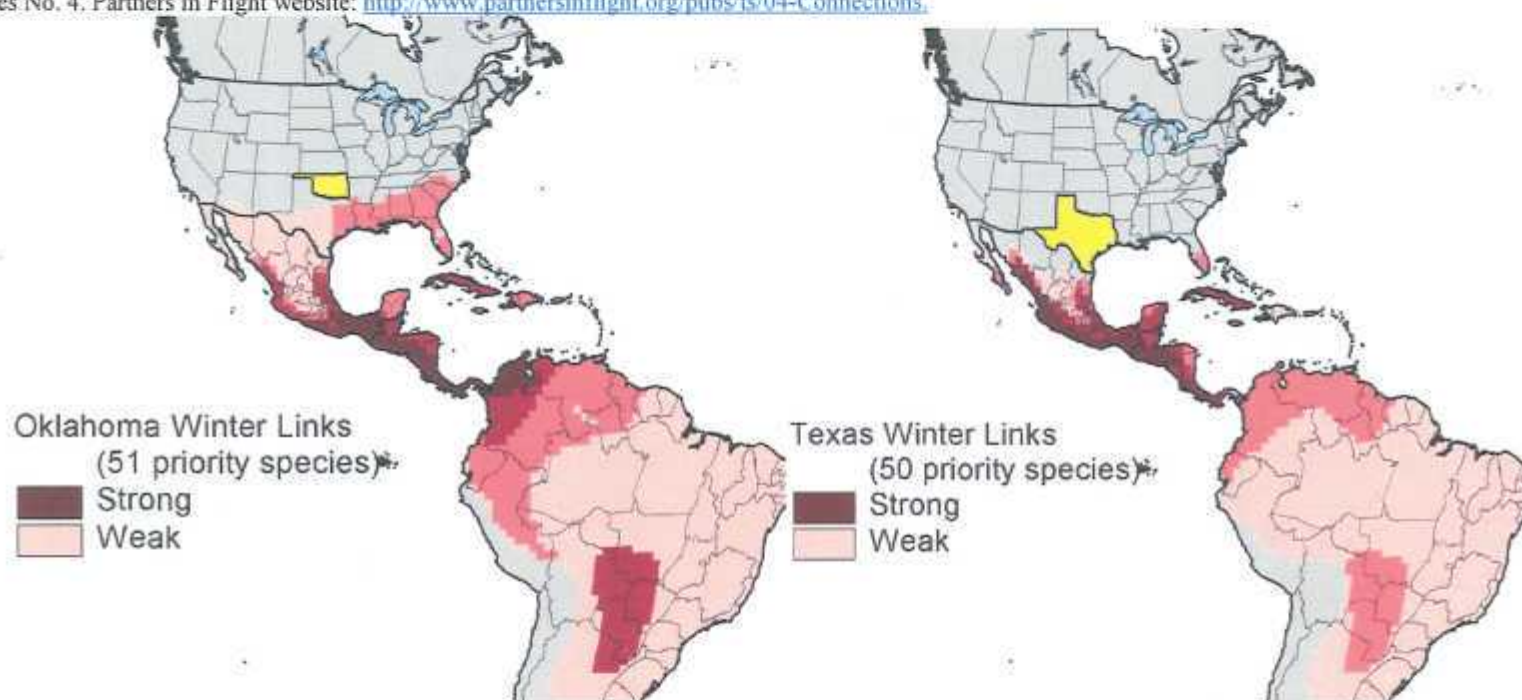 es No. 4. Partners in Flight website: http://www.partnersinflight.org/pubs/ts/04-Connections.
Oklahoma Winter Links
(51 priority species)
Strong
Weak
Texas Winter Links
(50 priority species)
Strong
Weak